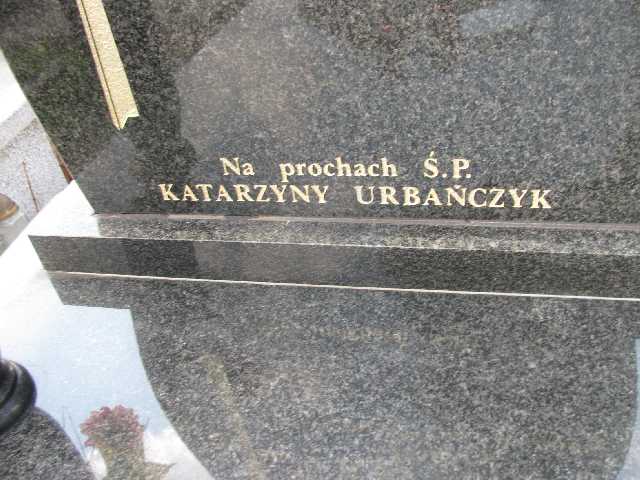 Na prochach Ś.P.
KATARZYNY URBAŃCZYK